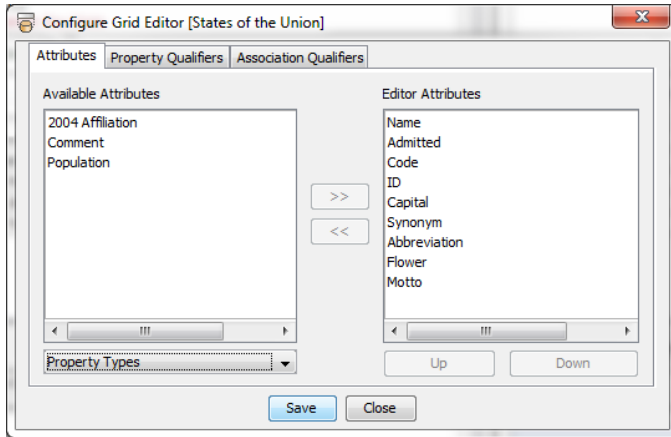 Configure Grid Editor [States of the Union]
Attributes Property Qualifiers Association Qualifiers
Available Attributes
2004 Affiliation
Comment
Population
Property Types
>>
<<
Editor Attributes
Name
Admitted
Code
ID
Capital
Synonym
Abbreviation
Flower
Motto
Up Down
Save Close